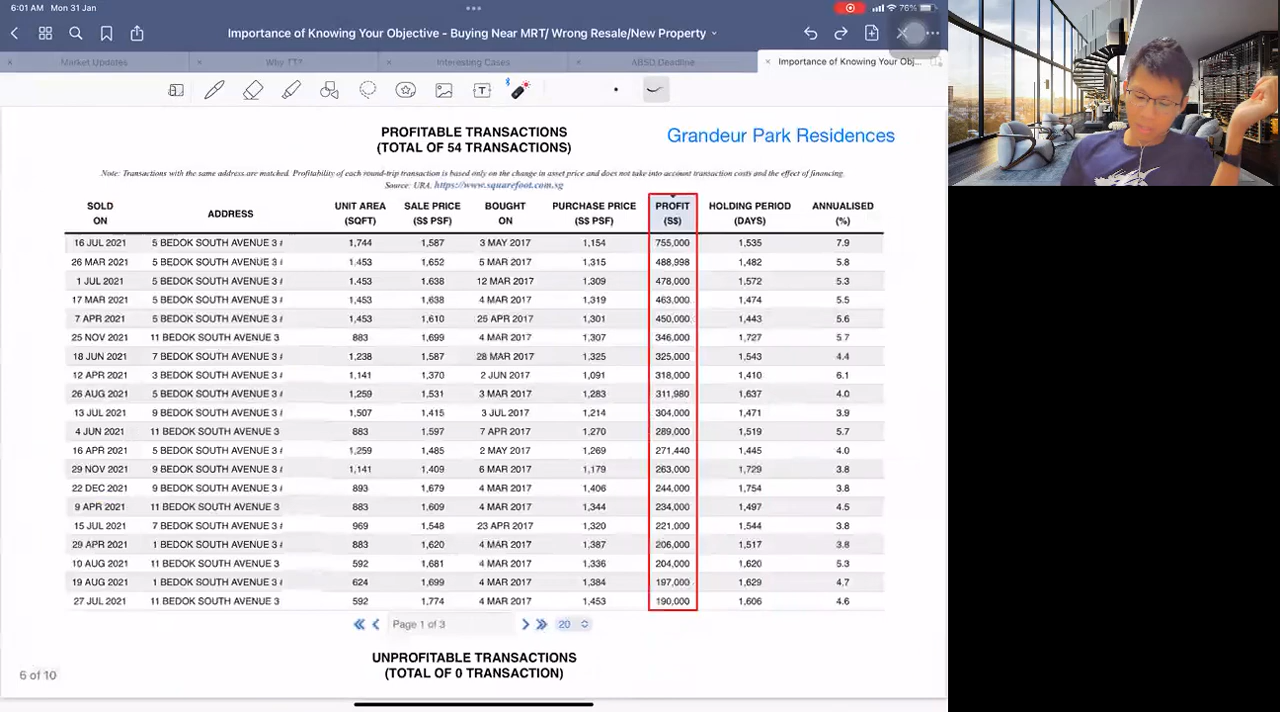 6:01 AM Mon 31 Jan
76%
Importance of Knowing Your Objective - Buying Near MRT/ Wrong Resale/New Property
Market Updates
Interesting Cases
ABSD Deadline
Importance of Knowing Your Obj...
PROFITABLE TRANSACTIONS
(TOTAL OF 54 TRANSACTIONS)
Grandeur Park Residences
Note: Transactions with the same address are matched. Profitability of each round-trip transaction is based only on the change in asset price and does not take into account transaction costs and the effect of financing.
Source: URA, https://www.squarefoot.com.sg
SOLD ON ADDRESS UNIT AREA (SQFT) SALE PRICE (S$ PSF) BOUGHT ON PURCHASE PRICE (S$ PSF) PROFIT (S$) HOLDING PERIOD (DAYS) ANNUALISED (%)
16 JUL 2021 5 BEDOK SOUTH AVENUE 3 # 1,744 1,587 3 MAY 2017 1,154 755,000 1,535 7.9
26 MAR 2021 5 BEDOK SOUTH AVENUE 3 # 1,453 1,652 5 MAR 2017 1,315 488,998 1,482 5.8
1 JUL 2021 5 BEDOK SOUTH AVENUE 3 # 1,453 1,638 12 MAR 2017 1,309 478,000 1,572 5.3
17 MAR 2021 5 BEDOK SOUTH AVENUE 3 # 1,453 1,638 4 MAR 2017 1,319 463,000 1,474 5.5
7 APR 2021 5 BEDOK SOUTH AVENUE 3 # 1,453 1,610 25 APR 2017 1,301 450,000 1,443 5.6
25 NOV 2021 11 BEDOK SOUTH AVENUE 3 883 1,699 4 MAR 2017 1,307 346,000 1,727 5.7
18 JUN 2021 7 BEDOK SOUTH AVENUE 3 # 1,238 1,587 28 MAR 2017 1,325 325,000 1,543 4.4
12 APR 2021 3 BEDOK SOUTH AVENUE 3 # 1,141 1,370 2 JUN 2017 1,091 318,000 1,410 6.1
26 AUG 2021 5 BEDOK SOUTH AVENUE 3 # 1,259 1,531 3 MAR 2017 1,283 311,980 1,637 4.0
13 JUL 2021 9 BEDOK SOUTH AVENUE 3 # 1,507 1,415 3 JUL 2017 1,214 304,000 1,471 3.9
4 JUN 2021 11 BEDOK SOUTH AVENUE 3 883 1,597 7 APR 2017 1,270 289,000 1,519 5.7
16 APR 2021 5 BEDOK SOUTH AVENUE 3 # 1,259 1,485 2 MAY 2017 1,269 271,440 1,445 4.0
29 NOV 2021 9 BEDOK SOUTH AVENUE 3 # 1,141 1,409 6 MAR 2017 1,179 263,000 1,729 3.8
22 DEC 2021 9 BEDOK SOUTH AVENUE 3 # 893 1,679 4 MAR 2017 1,406 244,000 1,754 3.8
9 APR 2021 11 BEDOK SOUTH AVENUE 3 883 1,609 4 MAR 2017 1,344 234,000 1,497 4.5
15 JUL 2021 7 BEDOK SOUTH AVENUE 3 # 969 1,548 23 APR 2017 1,320 221,000 1,544 3.8
29 APR 2021 1 BEDOK SOUTH AVENUE 3 # 883 1,620 4 MAR 2017 1,387 206,000 1,517 3.8
10 AUG 2021 11 BEDOK SOUTH AVENUE 3 592 1,681 4 MAR 2017 1,336 204,000 1,620 5.3
19 AUG 2021 1 BEDOK SOUTH AVENUE 3 # 624 1,699 4 MAR 2017 1,384 197,000 1,629 4.7
27 JUL 2021 11 BEDOK SOUTH AVENUE 3 592 1,774 4 MAR 2017 1,453 190,000 1,606 4.6
Page 1 of 3 20
UNPROFITABLE TRANSACTIONS
(TOTAL OF 0 TRANSACTION)
6 of 10